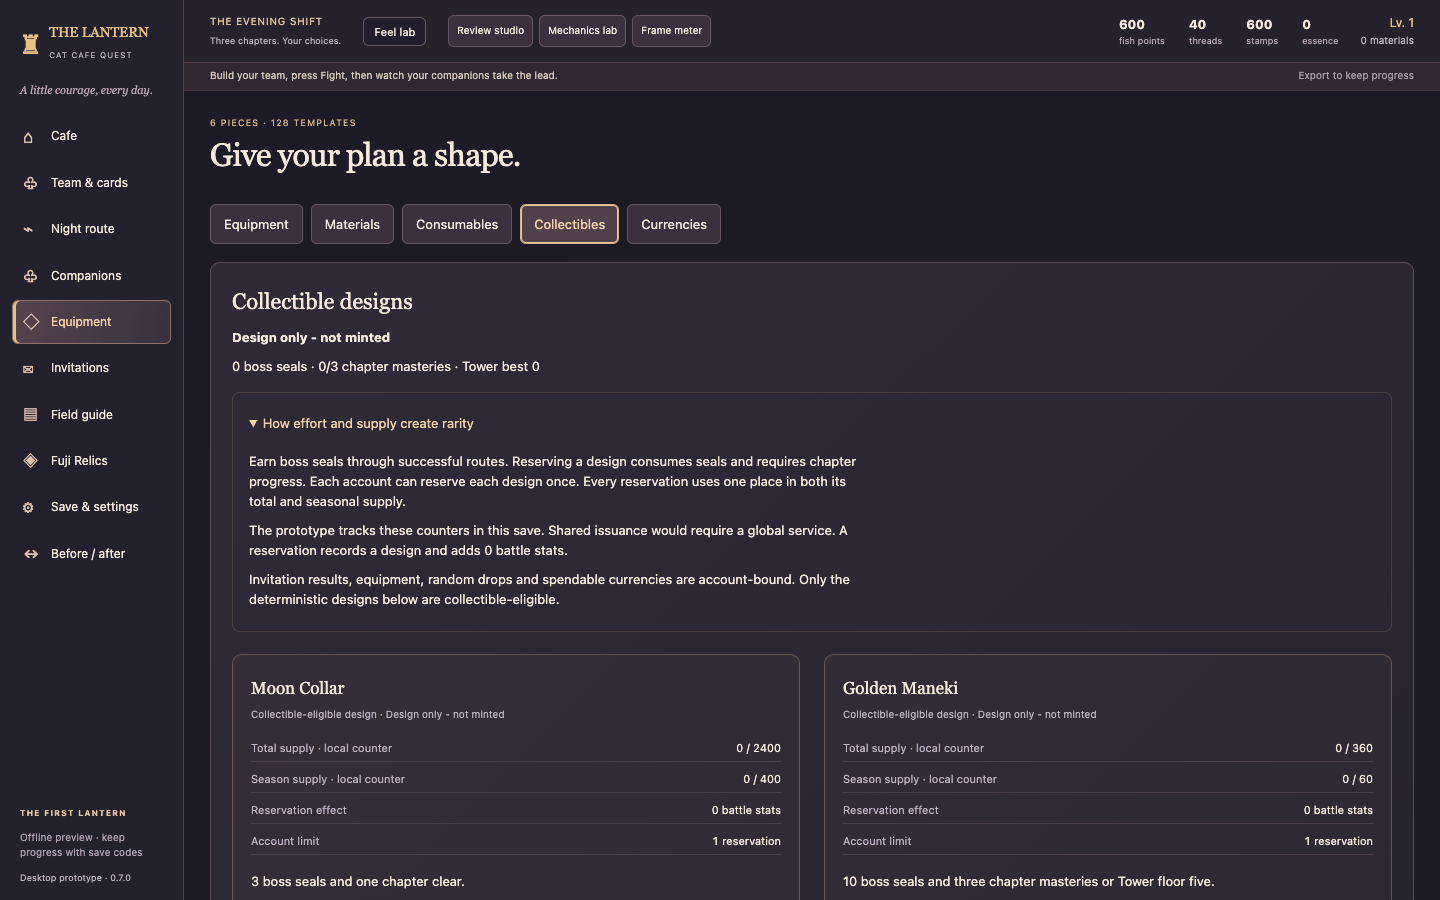 THE LANTERN
CAT CAFE QUEST
A little courage, every day.
Cafe
Team & cards
Night route
Companions
Equipment
Invitations
Field guide
Fuji Relics
Save & settings
Before / after
THE FIRST LANTERN
Offline preview · keep
progress with save codes
Desktop prototype · 0.7.0
THE EVENING SHIFT
Three chapters. Your choices.
Feel lab
Review studio
Mechanics lab
Frame meter
600
fish points
40
threads
600
stamps
0
essence
Lv. 1
0 materials
Build your team, press Fight, then watch your companions take the lead.
Export to keep progress
6 PIECES · 128 TEMPLATES
Give your plan a shape.
Equipment
Materials
Consumables
Collectibles
Currencies
Collectible designs
Design only - not minted
0 boss seals · 0/3 chapter masteries · Tower best 0
▼ How effort and supply create rarity
Earn boss seals through successful routes. Reserving a design consumes seals and requires chapter
progress. Each account can reserve each design once. Every reservation uses one place in both its
total and seasonal supply.
The prototype tracks these counters in this save. Shared issuance would require a global service. A
reservation records a design and adds 0 battle stats.
Invitation results, equipment, random drops and spendable currencies are account-bound. Only the
deterministic designs below are collectible-eligible.
Moon Collar
Collectible-eligible design · Design only - not minted
Total supply · local counter 0 / 2400
Season supply · local counter 0 / 400
Reservation effect 0 battle stats
Account limit 1 reservation
3 boss seals and one chapter clear.
Golden Maneki
Collectible-eligible design · Design only - not minted
Total supply · local counter 0 / 360
Season supply · local counter 0 / 60
Reservation effect 0 battle stats
Account limit 1 reservation
10 boss seals and three chapter masteries or Tower floor five.